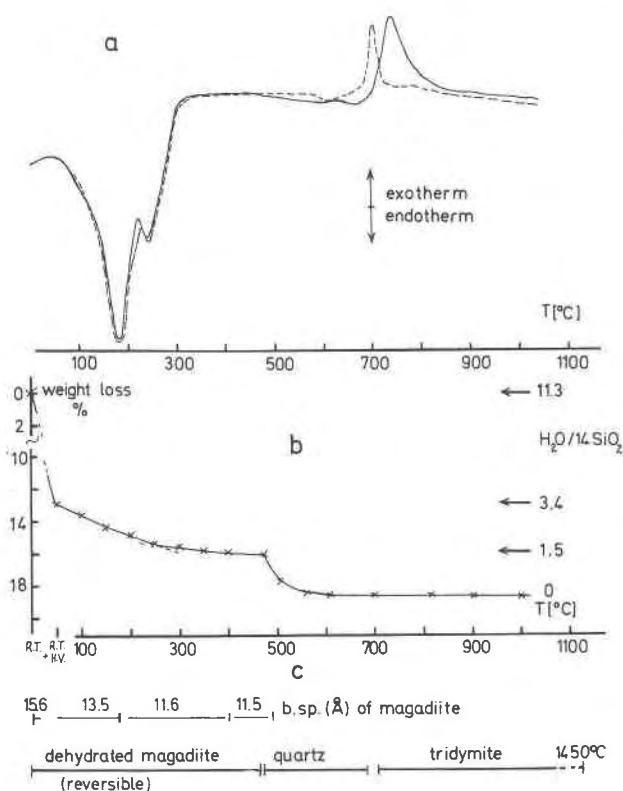 a
exotherm
endotherm
T[°C]
100 300 500 700 900 1100
0 weight loss 11.3
%
2
H₂O/14SiO₂
b
10
3,4
14
1,5
18
0
T[°C]
R.T. R.T. + H.V. 100 300 500 700 900 1100
c
15.6 13.5 11.6 11.5 b.sp. (Å) of magadiite
dehydrated magadiite quartz tridymite 1450°C
(reversible)